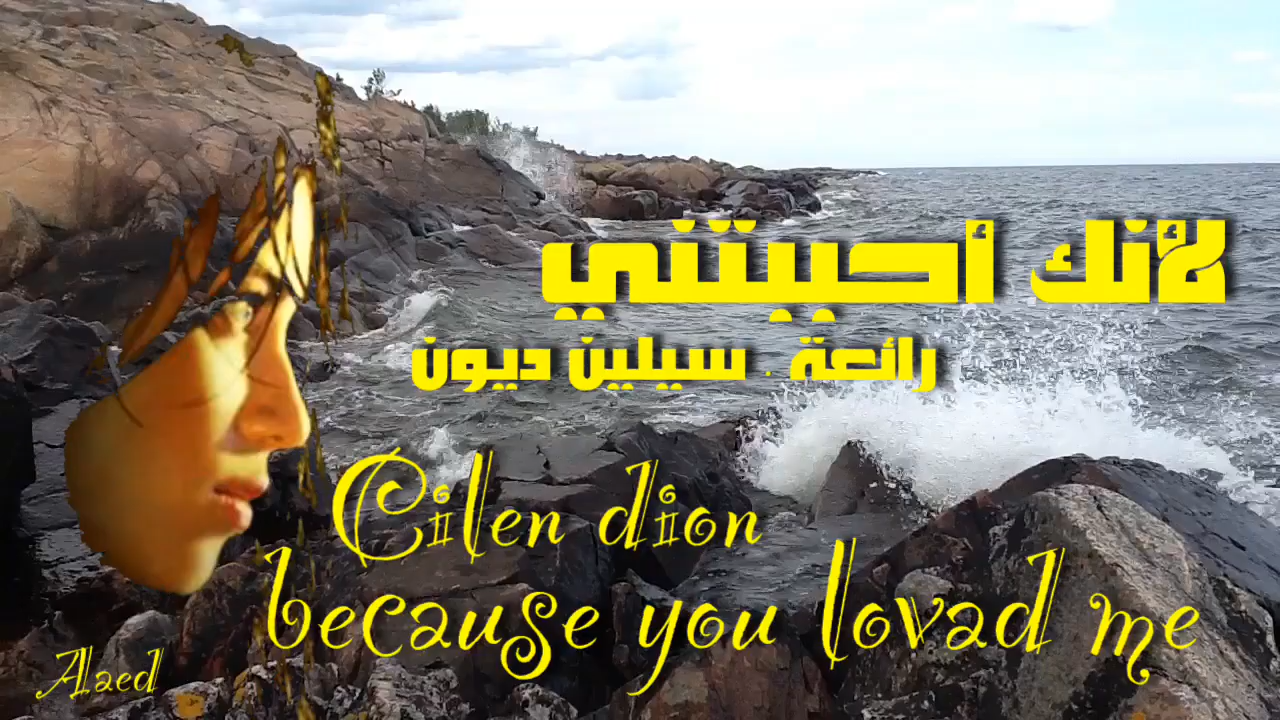 لأنك أحببتني
رائعة . سيلين ديون
Cilen dion
because you lovad me
Alaed